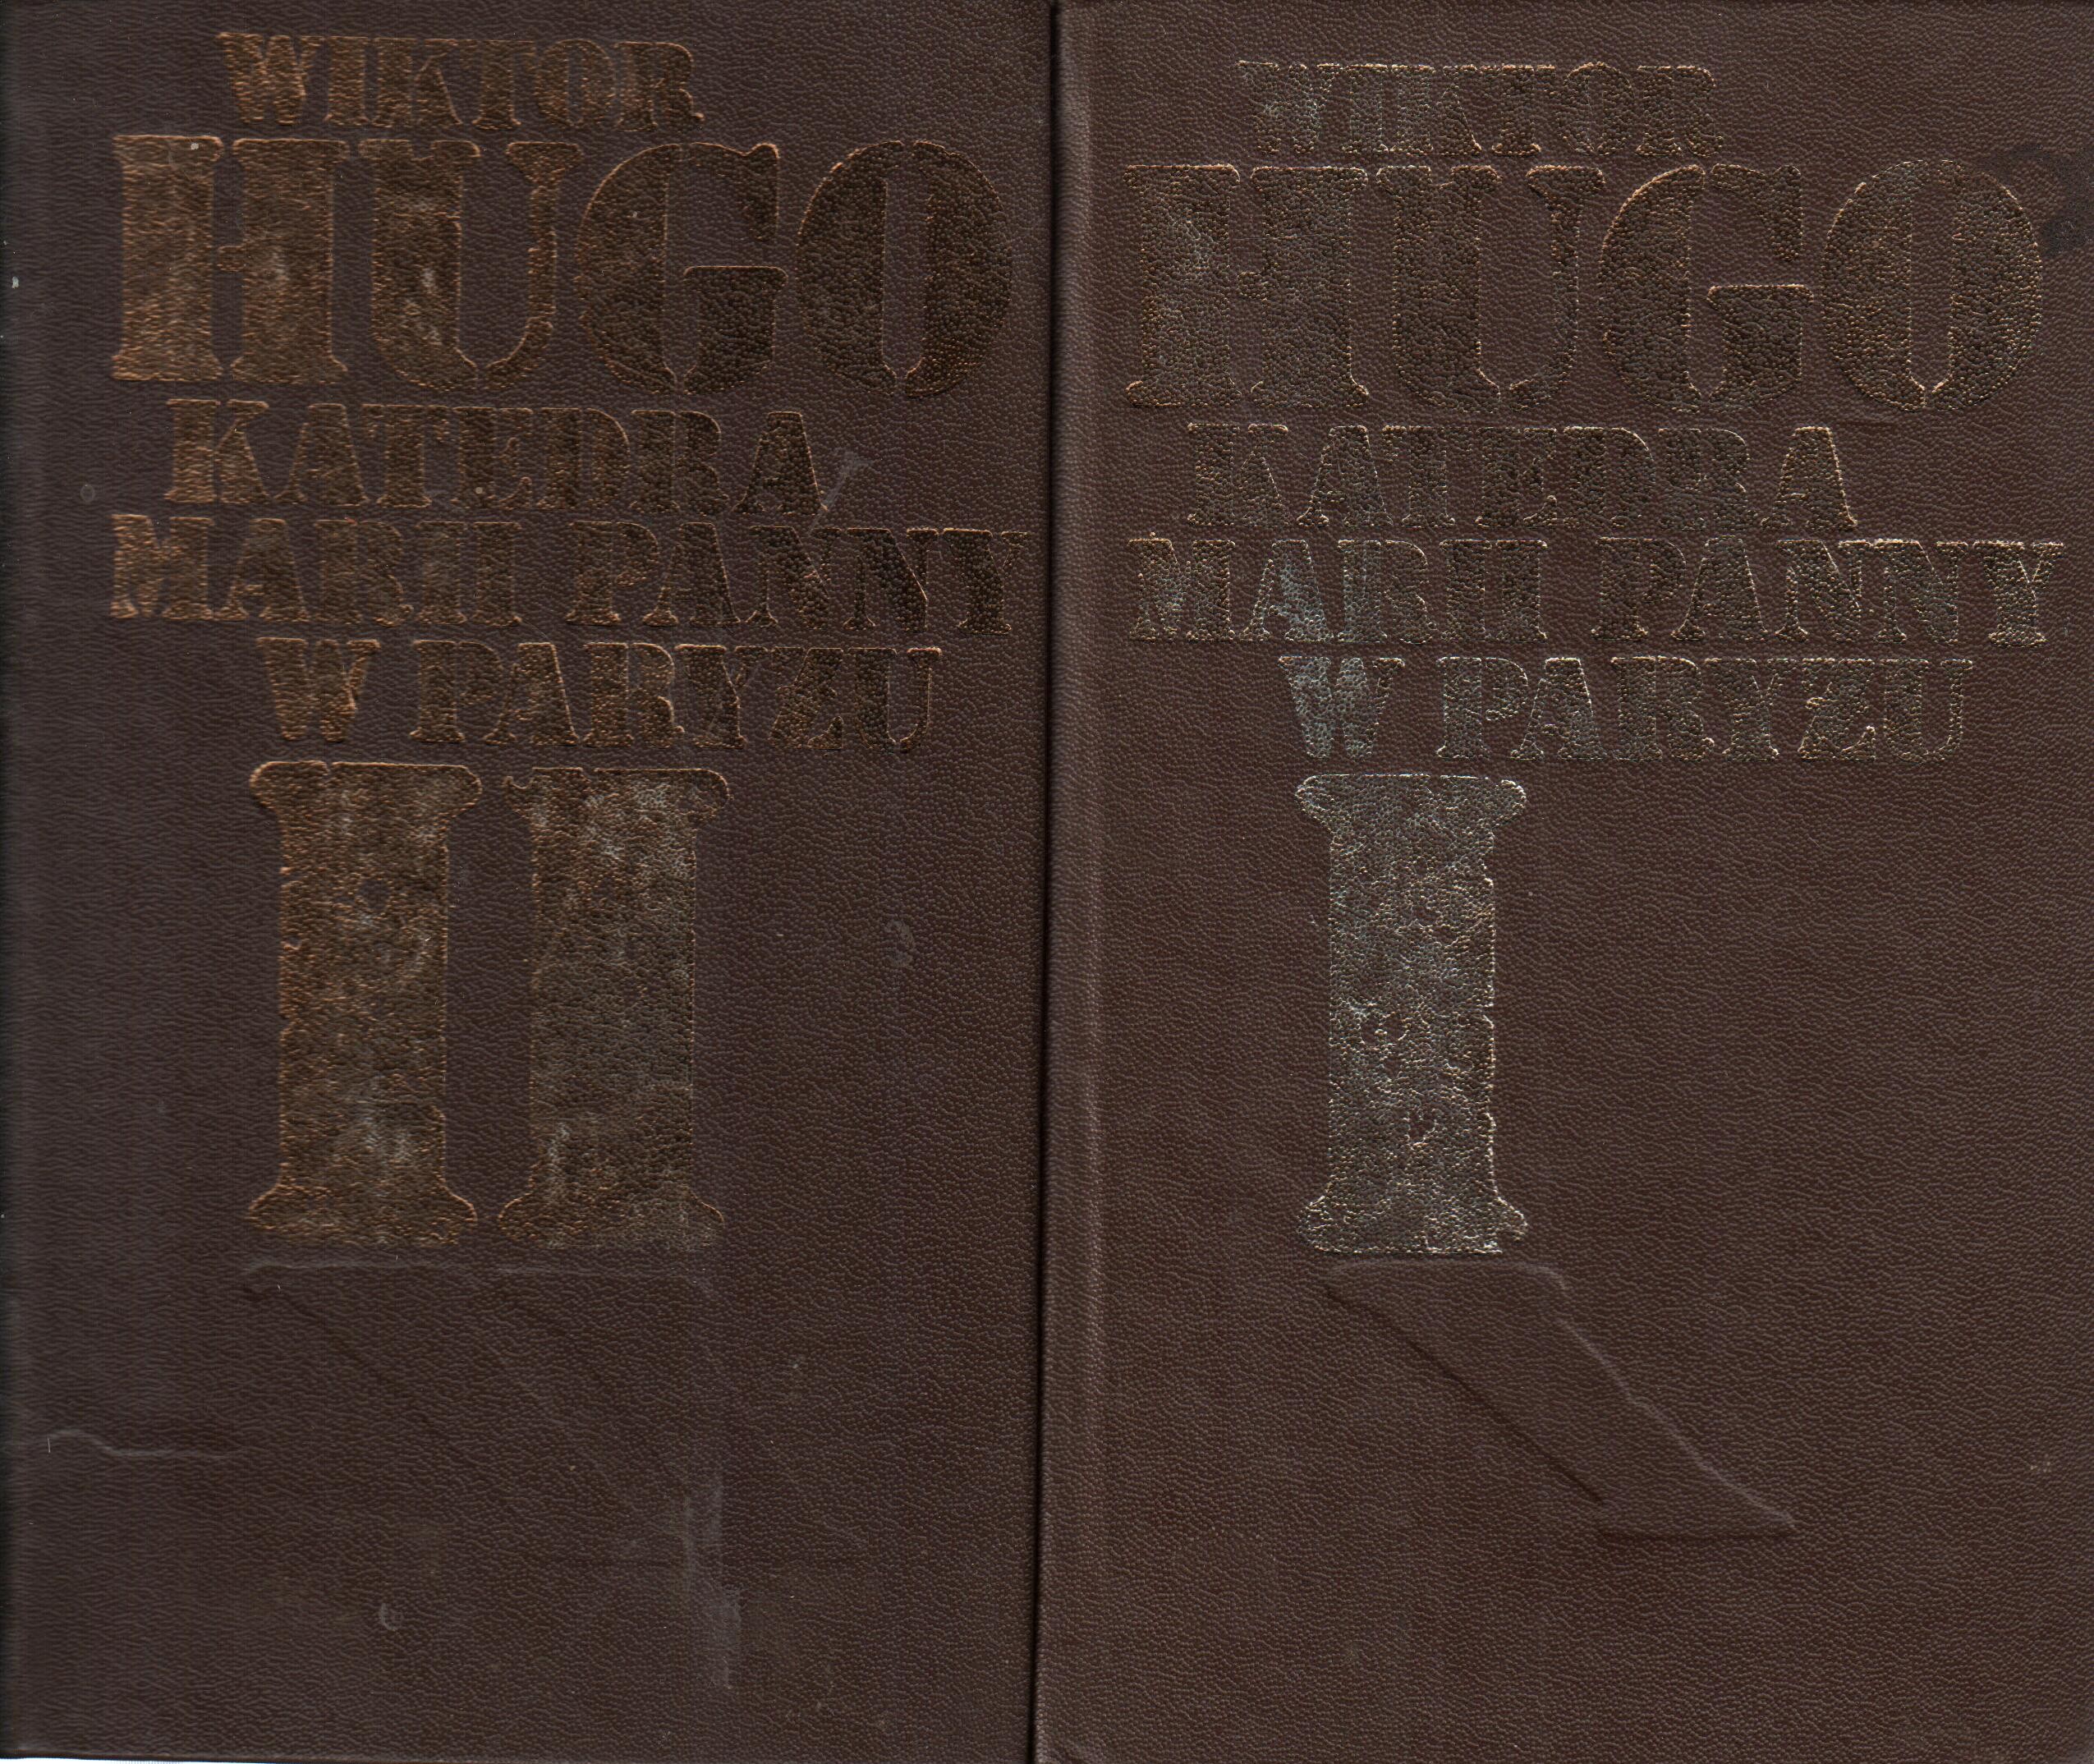 WIKTOR
HUGO
KATEDRA
MARII PANNY
W PARYŻU
II
WIKTOR
HUGO
KATEDRA
MARII PANNY
W PARYŻU
I